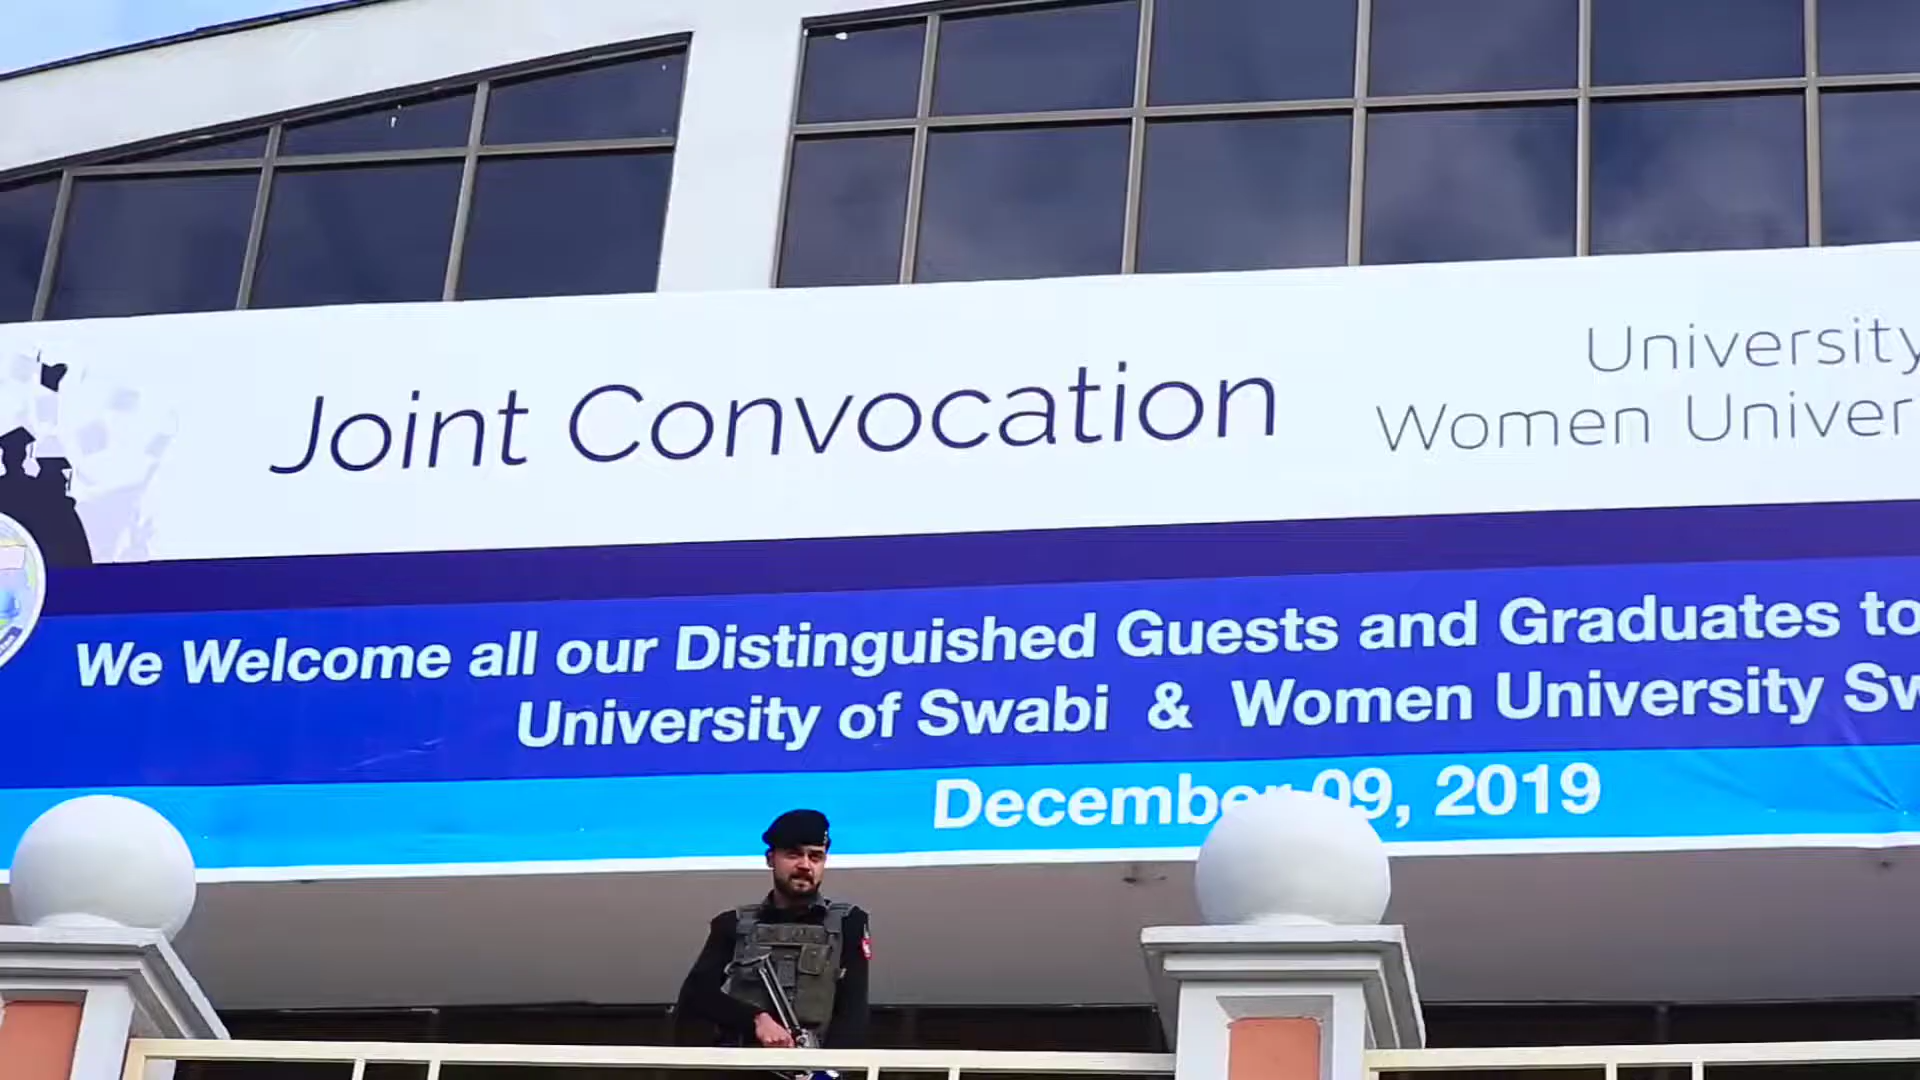 Joint Convocation
University
Women Univer
We Welcome all our Distinguished Guests and Graduates to
University of Swabi & Women University Sw
December 09, 2019